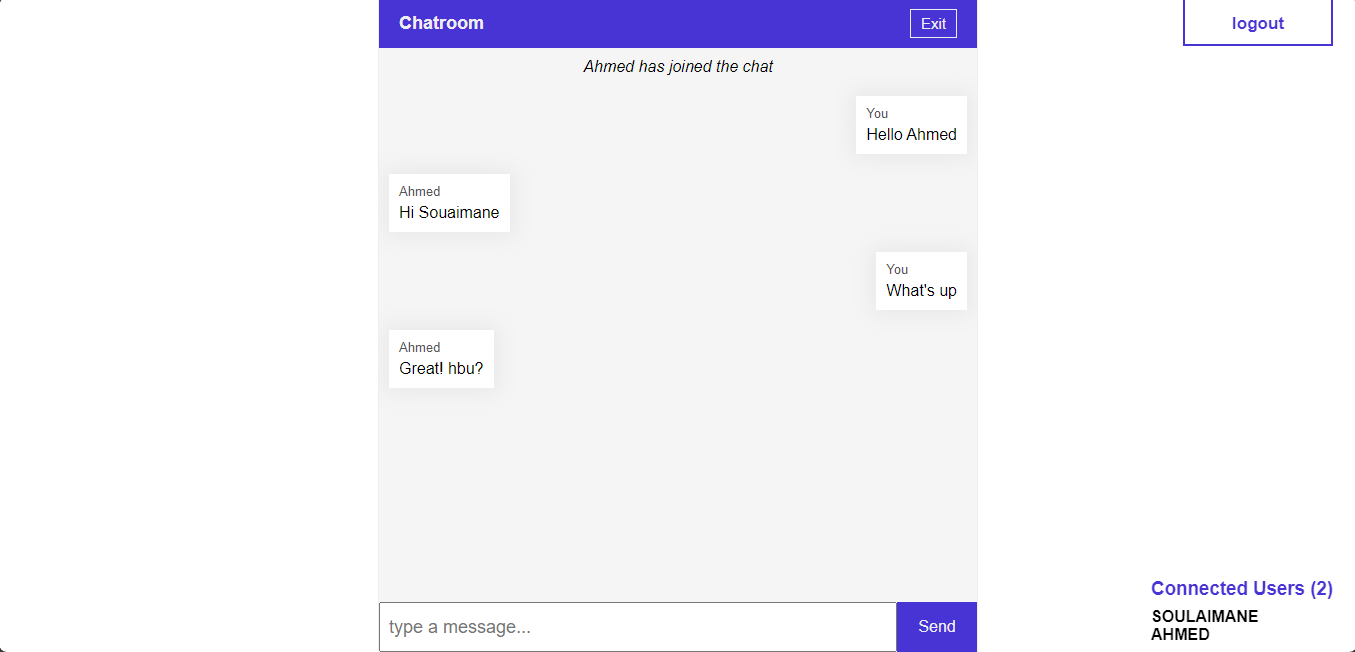 Chatroom
Exit
logout
Ahmed has joined the chat
You
Hello Ahmed
Ahmed
Hi Souaimane
You
What's up
Ahmed
Great! hbu?
type a message...
Send
Connected Users (2)
SOULAIMANE
AHMED